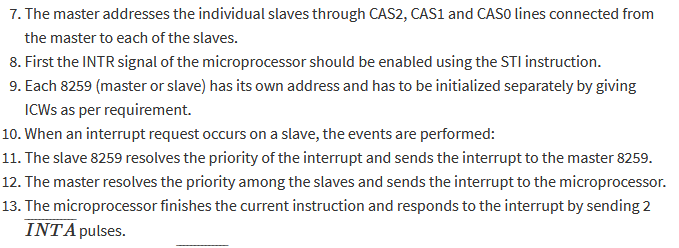 7. The master addresses the individual slaves through CAS2, CAS1 and CAS0 lines connected from
the master to each of the slaves.
8. First the INTR signal of the microprocessor should be enabled using the STI instruction.
9. Each 8259 (master or slave) has its own address and has to be initialized separately by giving
ICWs as per requirement.
10. When an interrupt request occurs on a slave, the events are performed:
11. The slave 8259 resolves the priority of the interrupt and sends the interrupt to the master 8259.
12. The master resolves the priority among the slaves and sends the interrupt to the microprocessor.
13. The microprocessor finishes the current instruction and responds to the interrupt by sending 2
I̅N̅T̅A̅ pulses.